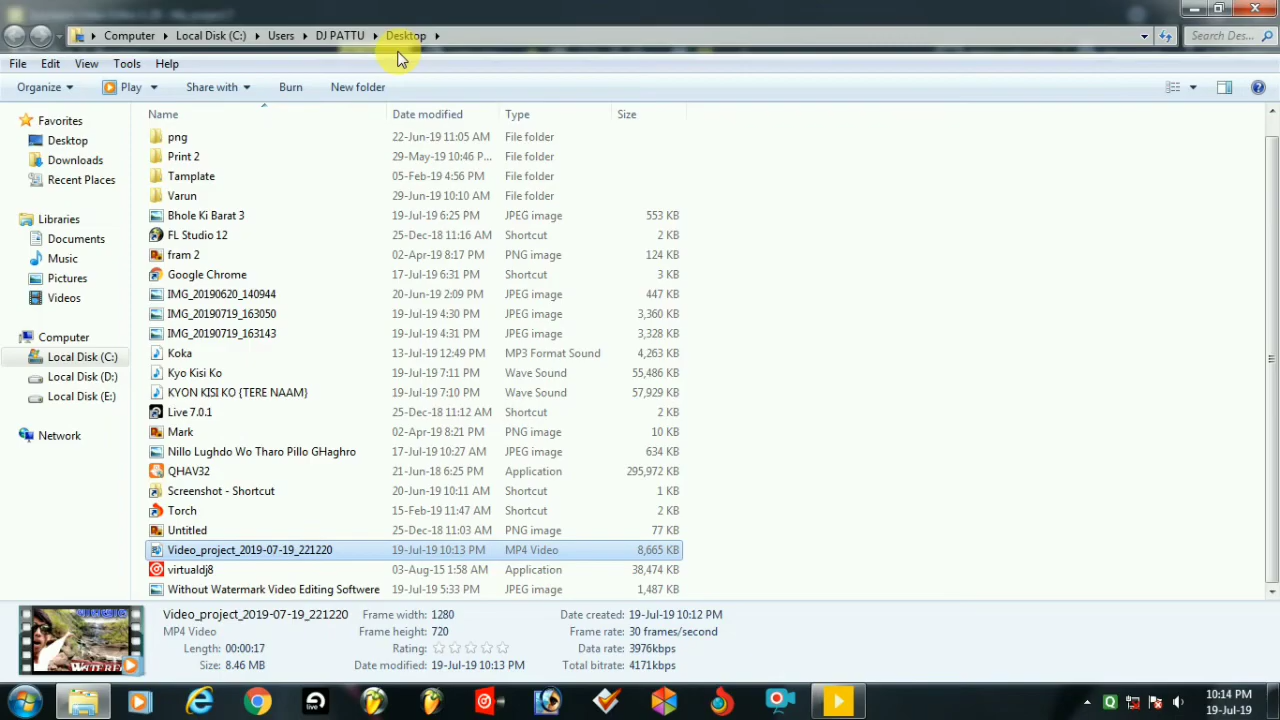 Computer Local Disk (C:) Users DJ PATTU Desktop Search Des...
File Edit View Tools Help
Organize Play Share with Burn New folder
Name Date modified Type Size
Favorites
Desktop
Downloads
Recent Places
Libraries
Documents
Music
Pictures
Videos
Computer
Local Disk (C:)
Local Disk (D:)
Local Disk (E:)
Network
png 22-Jun-19 11:05 AM File folder
Print 2 29-May-19 10:46 P... File folder
Tamplate 05-Feb-19 4:56 PM File folder
Varun 29-Jun-19 10:10 AM File folder
Bhole Ki Barat 3 19-Jul-19 6:25 PM JPEG image 553 KB
FL Studio 12 25-Dec-18 11:16 AM Shortcut 2 KB
fram 2 02-Apr-19 8:17 PM PNG image 124 KB
Google Chrome 17-Jul-19 6:31 PM Shortcut 3 KB
IMG_20190620_140944 20-Jun-19 2:09 PM JPEG image 447 KB
IMG_20190719_163050 19-Jul-19 4:30 PM JPEG image 3,360 KB
IMG_20190719_163143 19-Jul-19 4:31 PM JPEG image 3,328 KB
Koka 13-Jul-19 12:49 PM MP3 Format Sound 4,263 KB
Kyo Kisi Ko 19-Jul-19 7:11 PM Wave Sound 55,486 KB
KYON KISI KO {TERE NAAM} 19-Jul-19 7:10 PM Wave Sound 57,929 KB
Live 7.0.1 25-Dec-18 11:12 AM Shortcut 2 KB
Mark 02-Apr-19 8:21 PM PNG image 10 KB
Nillo Lughdo Wo Tharo Pillo GHaghro 17-Jul-19 10:27 AM JPEG image 634 KB
QHAV32 21-Jun-18 6:25 PM Application 295,972 KB
Screenshot - Shortcut 20-Jun-19 10:11 AM Shortcut 1 KB
Torch 15-Feb-19 11:47 AM Shortcut 2 KB
Untitled 25-Dec-18 11:03 AM PNG image 77 KB
Video_project_2019-07-19_221220 19-Jul-19 10:13 PM MP4 Video 8,665 KB
virtualdj8 03-Aug-15 1:58 AM Application 38,474 KB
Without Watermark Video Editing Software 19-Jul-19 5:33 PM JPEG image 1,487 KB
Video_project_2019-07-19_221220 Frame width: 1280 Date created: 19-Jul-19 10:12 PM
MP4 Video Frame height: 720 Frame rate: 30 frames/second
Length: 00:00:17 Rating: Data rate: 3976kbps
Size: 8.46 MB Date modified: 19-Jul-19 10:13 PM Total bitrate: 4171kbps
10:14 PM
19-Jul-19